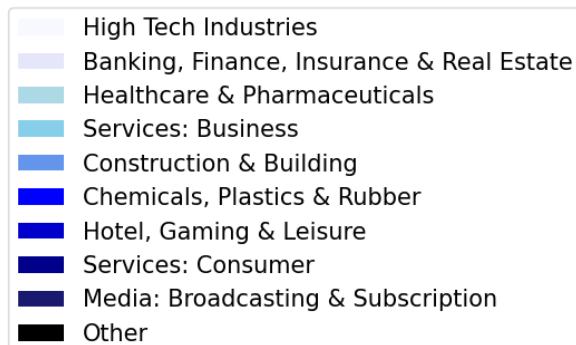 High Tech Industries
Banking, Finance, Insurance & Real Estate
Healthcare & Pharmaceuticals
Services: Business
Construction & Building
Chemicals, Plastics & Rubber
Hotel, Gaming & Leisure
Services: Consumer
Media: Broadcasting & Subscription
Other